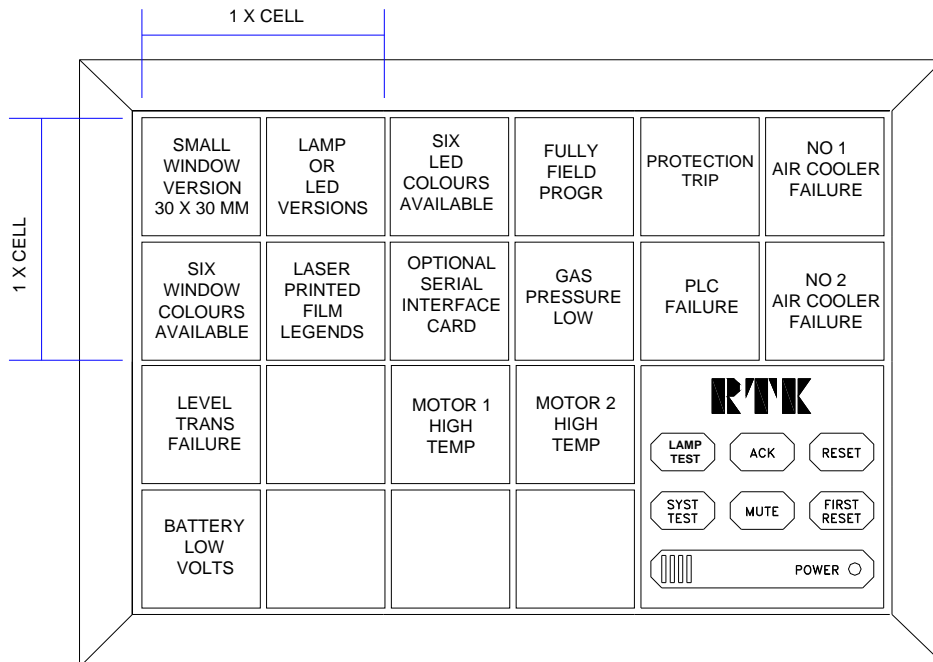 1 X CELL
1 X CELL
SMALL
WINDOW
VERSION
30 X 30 MM
LAMP
OR
LED
VERSIONS
SIX
LED
COLOURS
AVAILABLE
FULLY
FIELD
PROGR
PROTECTION
TRIP
NO 1
AIR COOLER
FAILURE
SIX
WINDOW
COLOURS
AVAILABLE
LASER
PRINTED
FILM
LEGENDS
OPTIONAL
SERIAL
INTERFACE
CARD
GAS
PRESSURE
LOW
PLC
FAILURE
NO 2
AIR COOLER
FAILURE
LEVEL
TRANS
FAILURE
MOTOR 1
HIGH
TEMP
MOTOR 2
HIGH
TEMP
RTK
LAMP
TEST
ACK
RESET
SYST
TEST
MUTE
FIRST
RESET
POWER
BATTERY
LOW
VOLTS